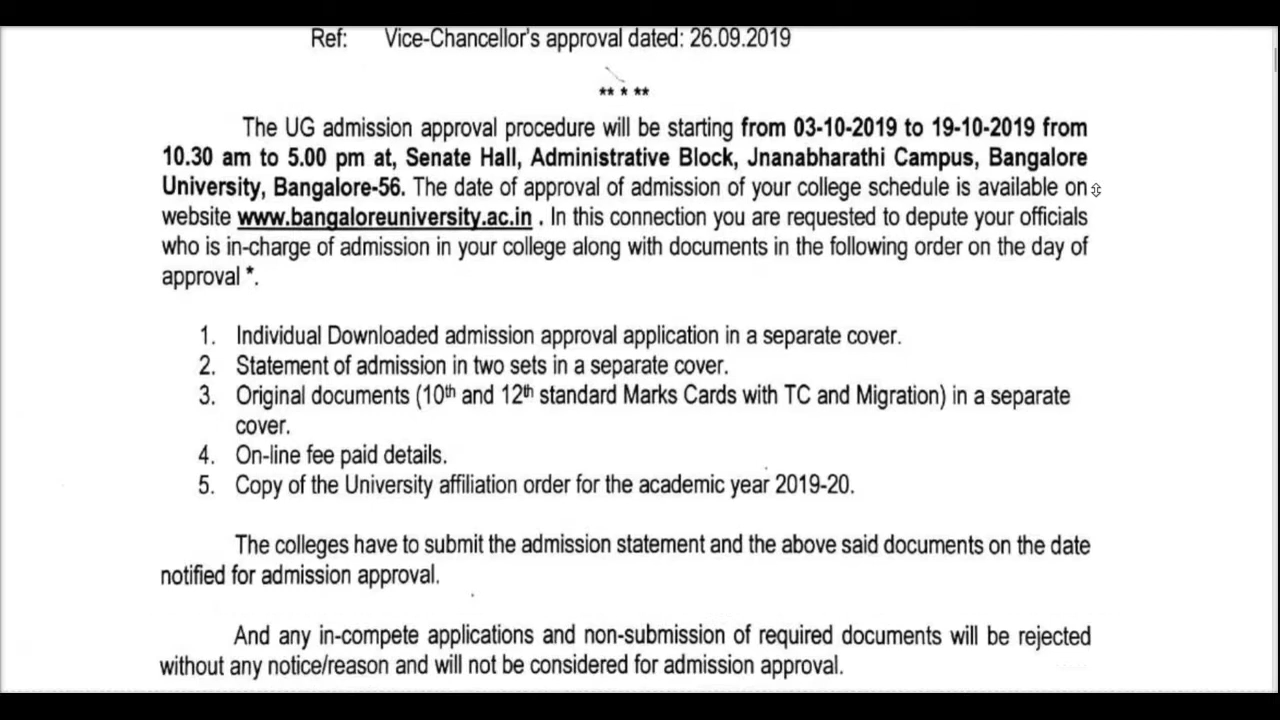 Ref: Vice-Chancellor's approval dated: 26.09.2019
** * **
The UG admission approval procedure will be starting from 03-10-2019 to 19-10-2019 from
10.30 am to 5.00 pm at, Senate Hall, Administrative Block, Jnanabharathi Campus, Bangalore
University, Bangalore-56. The date of approval of admission of your college schedule is available on
website www.bangaloreuniversity.ac.in . In this connection you are requested to depute your officials
who is in-charge of admission in your college along with documents in the following order on the day of
approval *.
1. Individual Downloaded admission approval application in a separate cover.
2. Statement of admission in two sets in a separate cover.
3. Original documents (10th and 12th standard Marks Cards with TC and Migration) in a separate
cover.
4. On-line fee paid details.
5. Copy of the University affiliation order for the academic year 2019-20.
The colleges have to submit the admission statement and the above said documents on the date
notified for admission approval.
And any in-compete applications and non-submission of required documents will be rejected
without any notice/reason and will not be considered for admission approval.